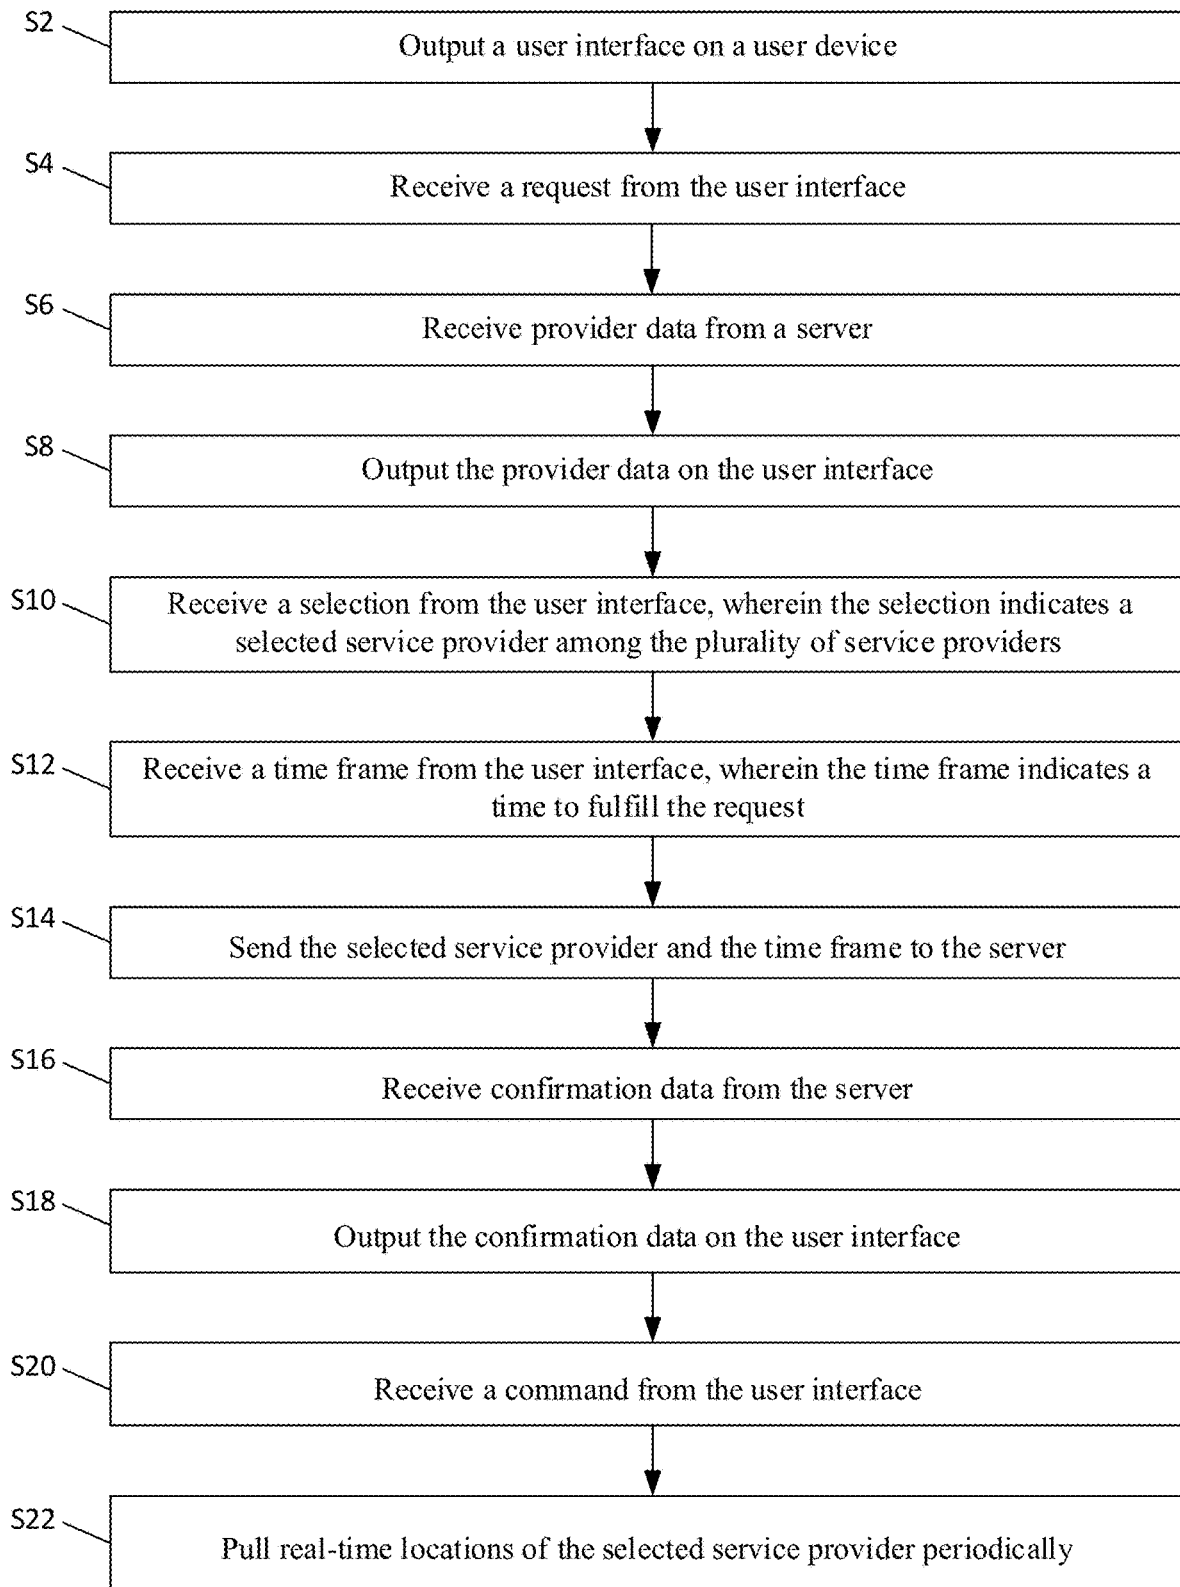 S2
Output a user interface on a user device
S4
Receive a request from the user interface
S6
Receive provider data from a server
S8
Output the provider data on the user interface
S10
Receive a selection from the user interface, wherein the selection indicates a
selected service provider among the plurality of service providers
S12
Receive a time frame from the user interface, wherein the time frame indicates a
time to fulfill the request
S14
Send the selected service provider and the time frame to the server
S16
Receive confirmation data from the server
S18
Output the confirmation data on the user interface
S20
Receive a command from the user interface
S22
Pull real-time locations of the selected service provider periodically